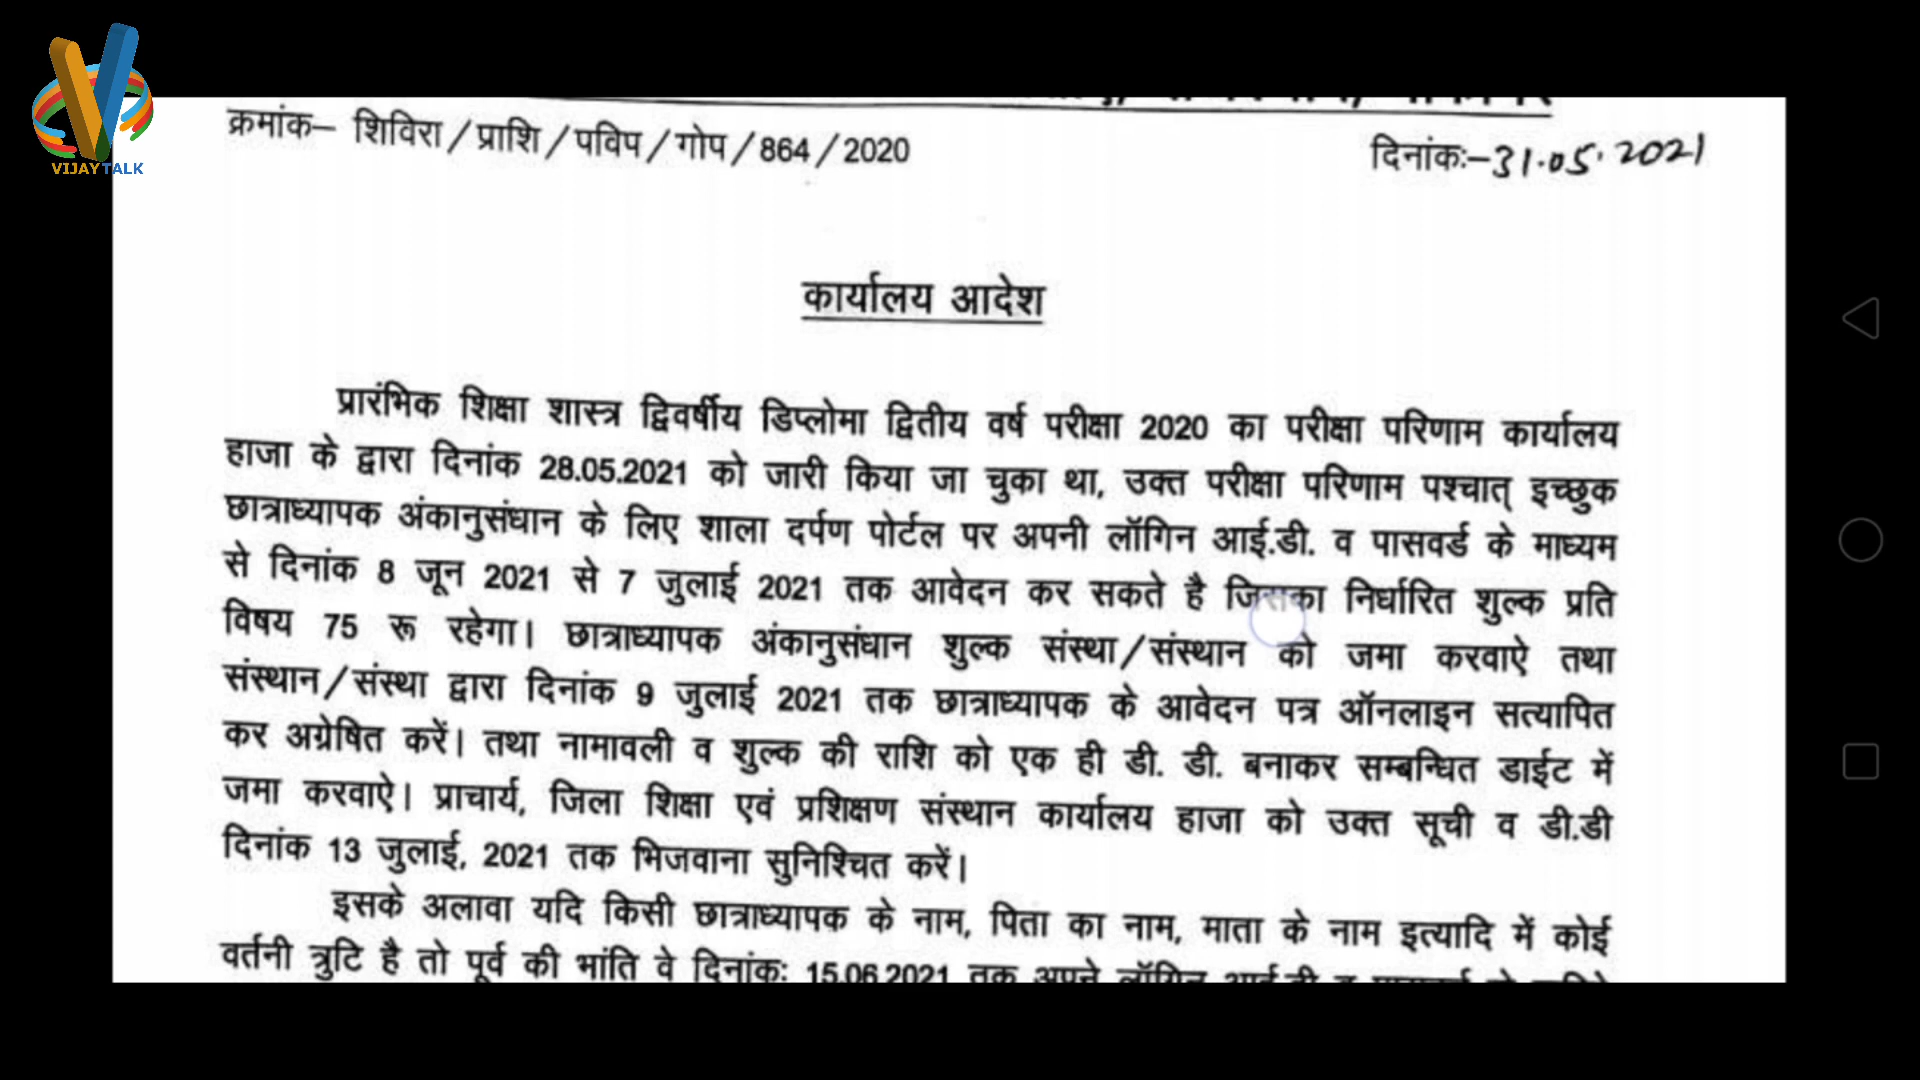 VIJAYTALK
क्रमांक– शिविरा/प्राशि/पविप/गोप/864/2020
दिनांकः–31.05.2021
कार्यालय आदेश
प्रारंभिक शिक्षा शास्त्र द्विवर्षीय डिप्लोमा द्वितीय वर्ष परीक्षा 2020 का परीक्षा परिणाम कार्यालय
हाजा के द्वारा दिनांक 28.05.2021 को जारी किया जा चुका था, उक्त परीक्षा परिणाम पश्चात् इच्छुक
छात्राध्यापक अंकानुसंधान के लिए शाला दर्पण पोर्टल पर अपनी लॉगिन आई.डी. व पासवर्ड के माध्यम
से दिनांक 8 जून 2021 से 7 जुलाई 2021 तक आवेदन कर सकते है जिसका निर्धारित शुल्क प्रति
विषय 75 रू रहेगा। छात्राध्यापक अंकानुसंधान शुल्क संस्था/संस्थान को जमा करवाऐ तथा
संस्थान/संस्था द्वारा दिनांक 9 जुलाई 2021 तक छात्राध्यापक के आवेदन पत्र ऑनलाइन सत्यापित
कर अग्रेषित करें। तथा नामावली व शुल्क की राशि को एक ही डी. डी. बनाकर सम्बन्धित डाईट में
जमा करवाऐ। प्राचार्य, जिला शिक्षा एवं प्रशिक्षण संस्थान कार्यालय हाजा को उक्त सूची व डी.डी
दिनांक 13 जुलाई, 2021 तक भिजवाना सुनिश्चित करें।
इसके अलावा यदि किसी छात्राध्यापक के नाम, पिता का नाम, माता के नाम इत्यादि में कोई
वर्तनी त्रुटि है तो पूर्व की भांति वे दिनांक: 15.06.2021 तक अपने लॉगिन आई.डी व